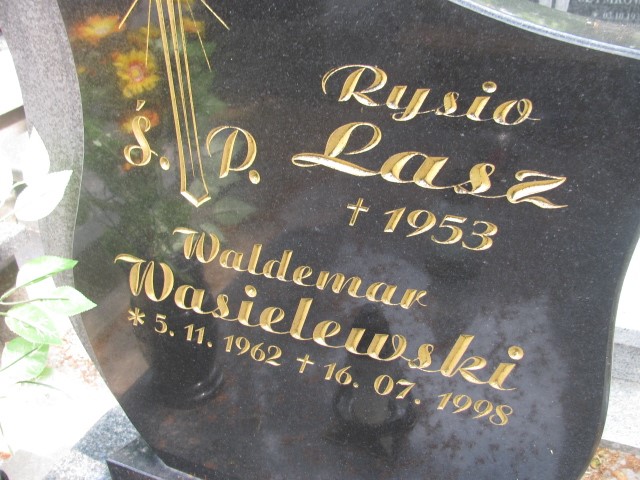 Ś. P.
Rysio
Lasz
† 1953
Waldemar
Wasielewski
* 5. 11. 1962 † 16. 07. 1998